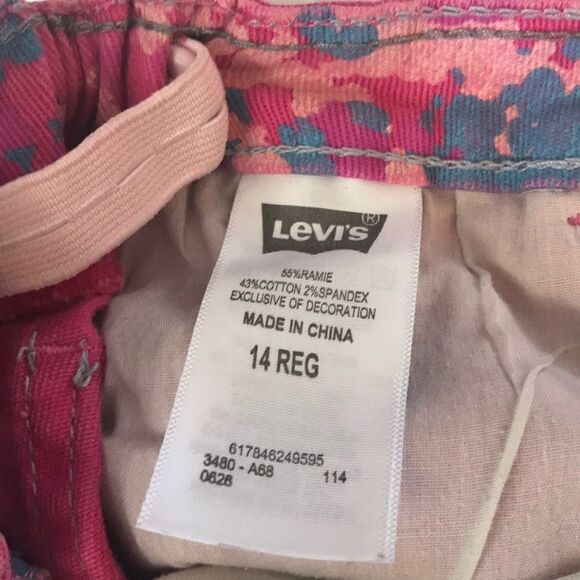 LEVI'S ®
55%RAMIE
43%COTTON 2%SPANDEX
EXCLUSIVE OF DECORATION
MADE IN CHINA
14 REG
617846249595
3480 - A68 114
0626